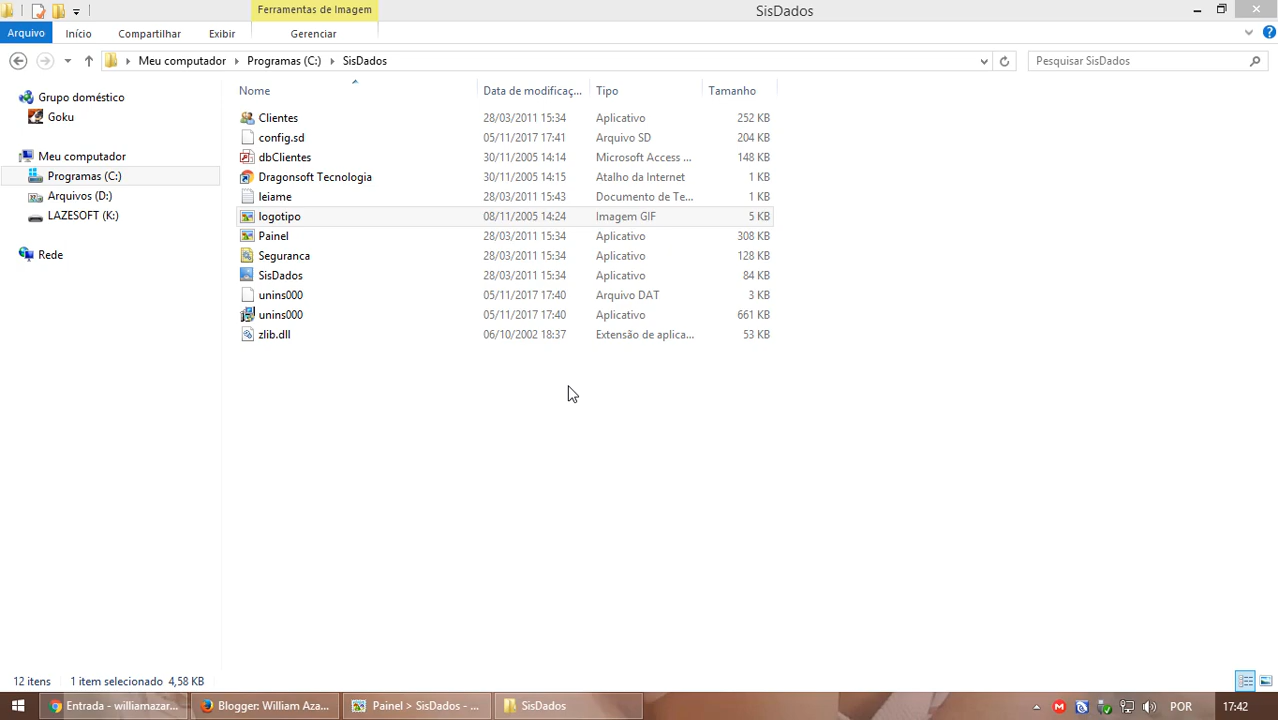 Ferramentas de Imagem
SisDados
Arquivo Início Compartilhar Exibir Gerenciar
Meu computador Programas (C:) SisDados
Pesquisar SisDados
Nome Data de modificaç... Tipo Tamanho
Grupo doméstico
Goku
Meu computador
Programas (C:)
Arquivos (D:)
LAZESOFT (K:)
Rede
Clientes 28/03/2011 15:34 Aplicativo 252 KB
config.sd 05/11/2017 17:41 Arquivo SD 204 KB
dbClientes 30/11/2005 14:14 Microsoft Access ... 148 KB
Dragonsoft Tecnologia 30/11/2005 14:15 Atalho da Internet 1 KB
leiame 28/03/2011 15:43 Documento de Te... 1 KB
logotipo 08/11/2005 14:24 Imagem GIF 5 KB
Painel 28/03/2011 15:34 Aplicativo 308 KB
Seguranca 28/03/2011 15:34 Aplicativo 128 KB
SisDados 28/03/2011 15:34 Aplicativo 84 KB
unins000 05/11/2017 17:40 Arquivo DAT 3 KB
unins000 05/11/2017 17:40 Aplicativo 661 KB
zlib.dll 06/10/2002 18:37 Extensão de aplica... 53 KB
12 itens 1 item selecionado 4,58 KB
Entrada - williamazar... Blogger: William Aza... Painel > SisDados - ... SisDados POR 17:42